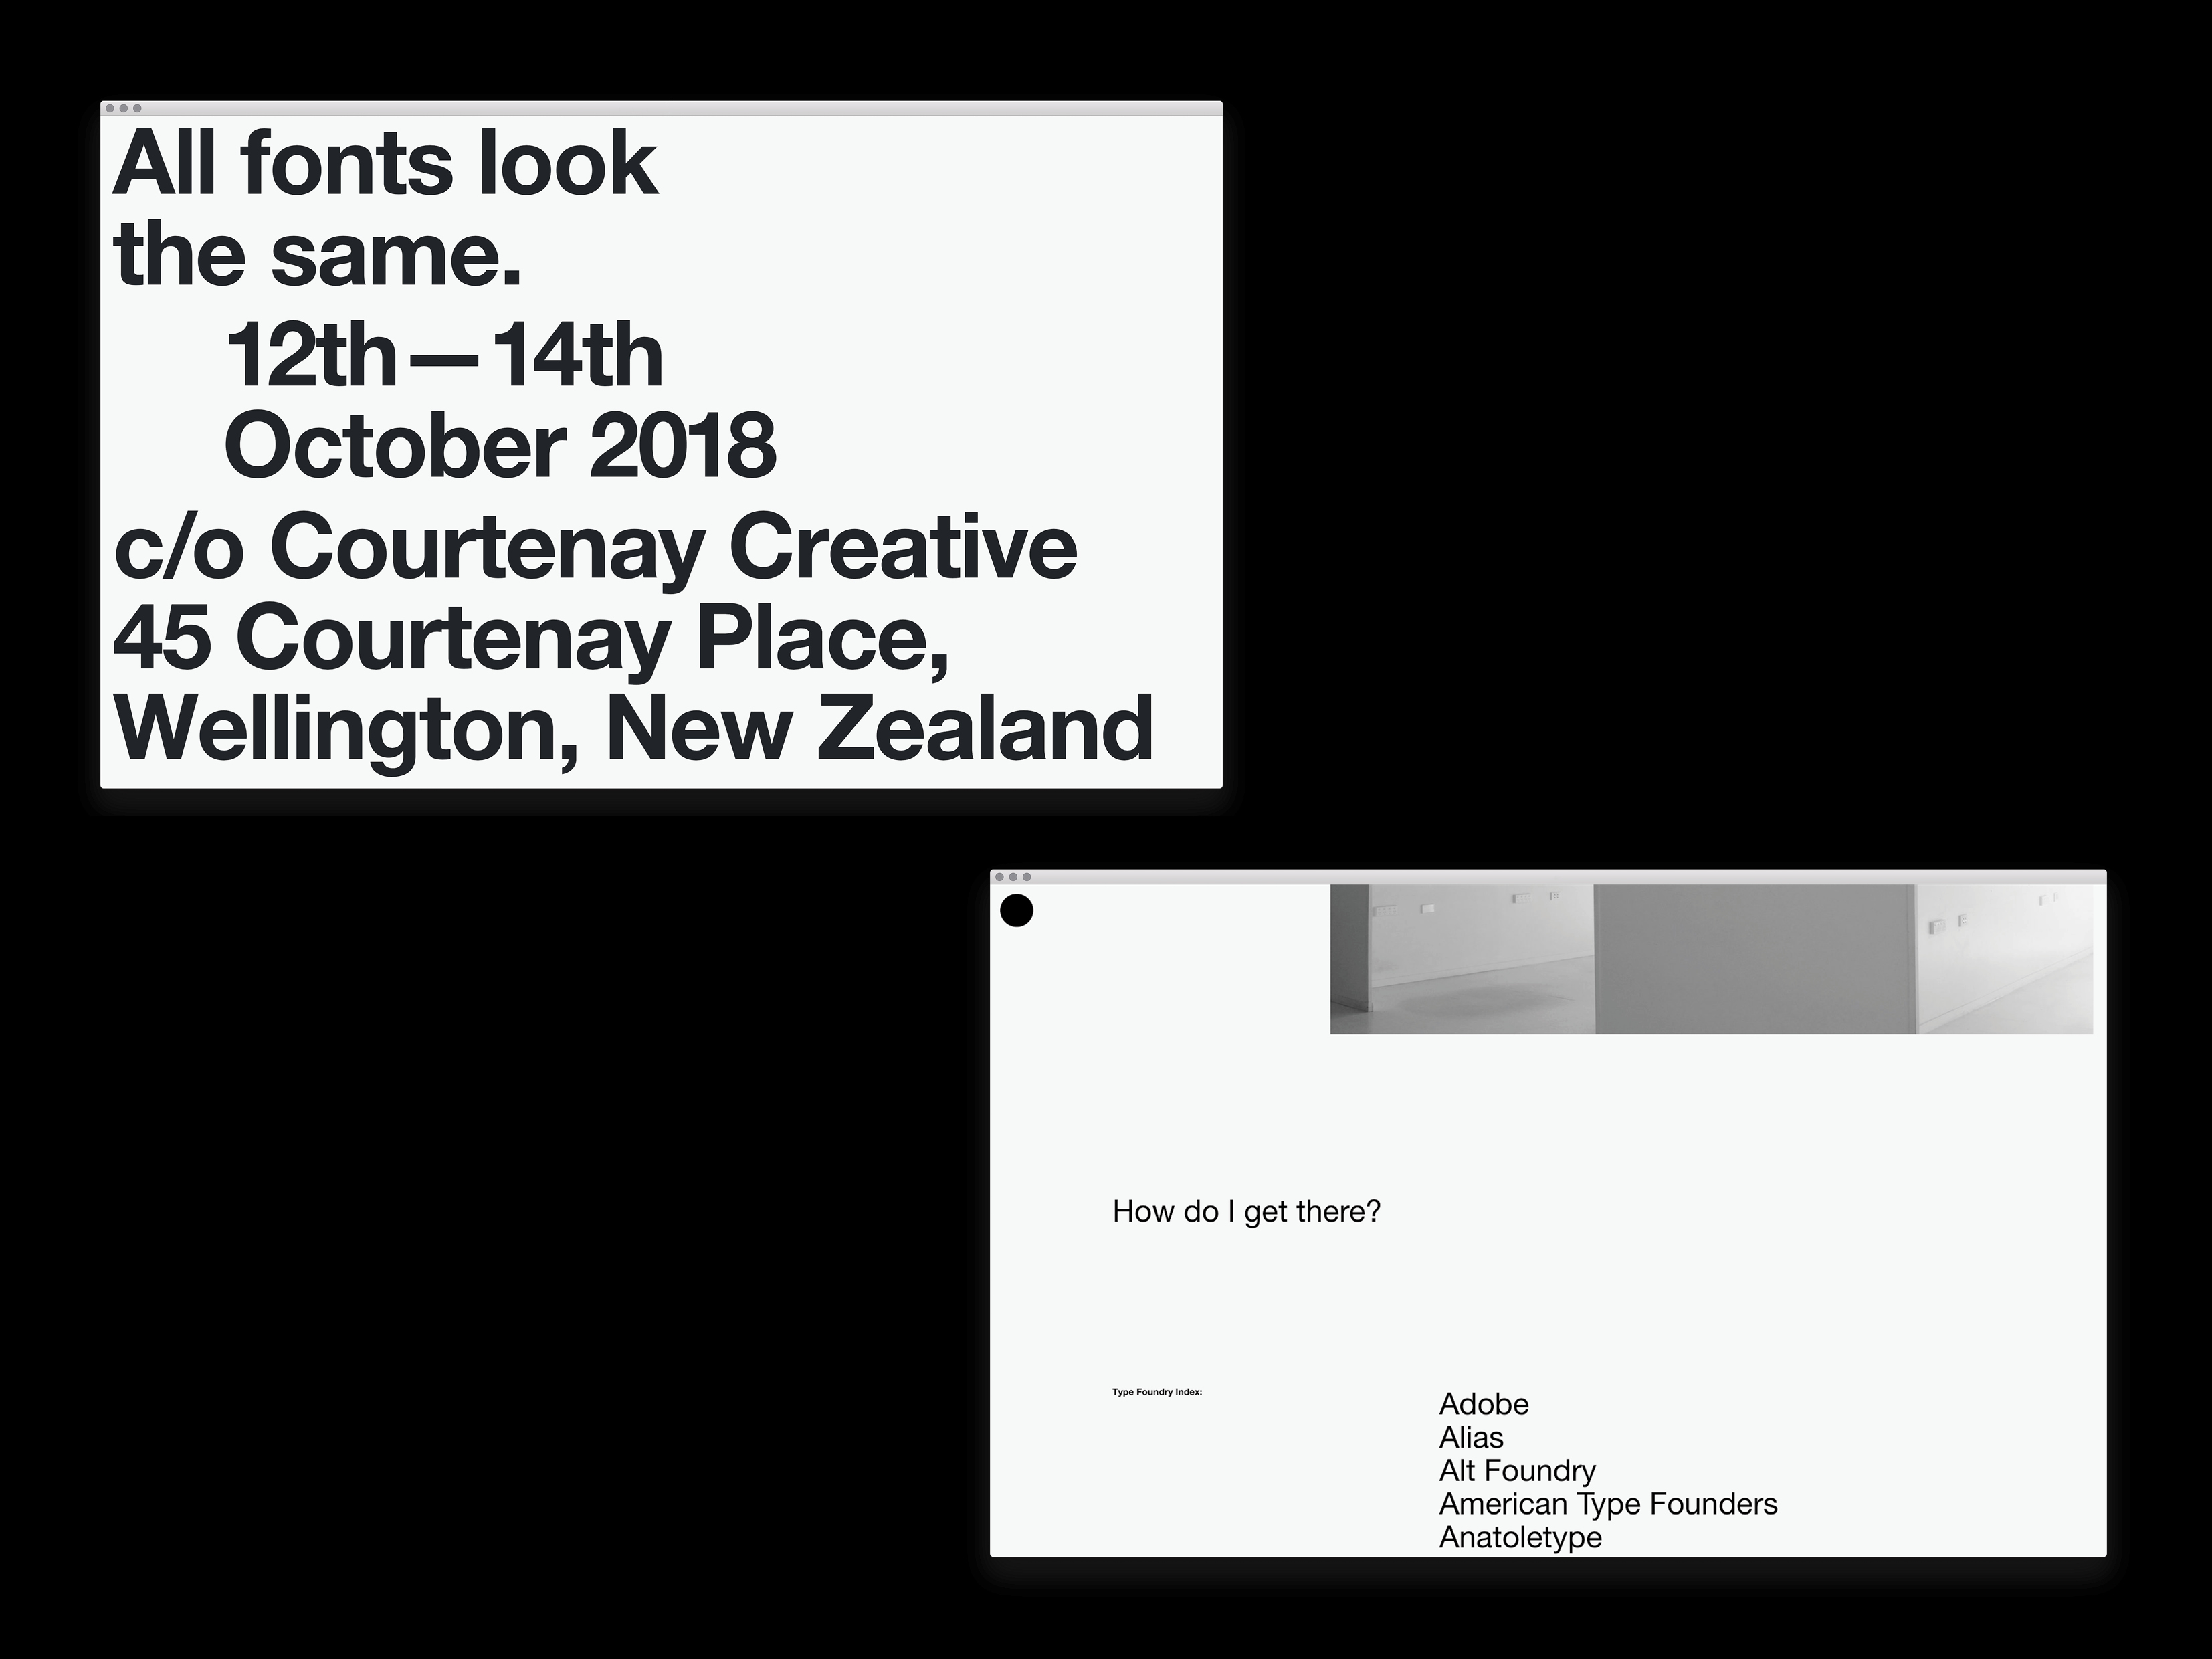 All fonts look
the same.
12th—14th
October 2018
c/o Courtenay Creative
45 Courtenay Place,
Wellington, New Zealand
How do I get there?
Type Foundry Index:
Adobe
Alias
Alt Foundry
American Type Founders
Anatoletype